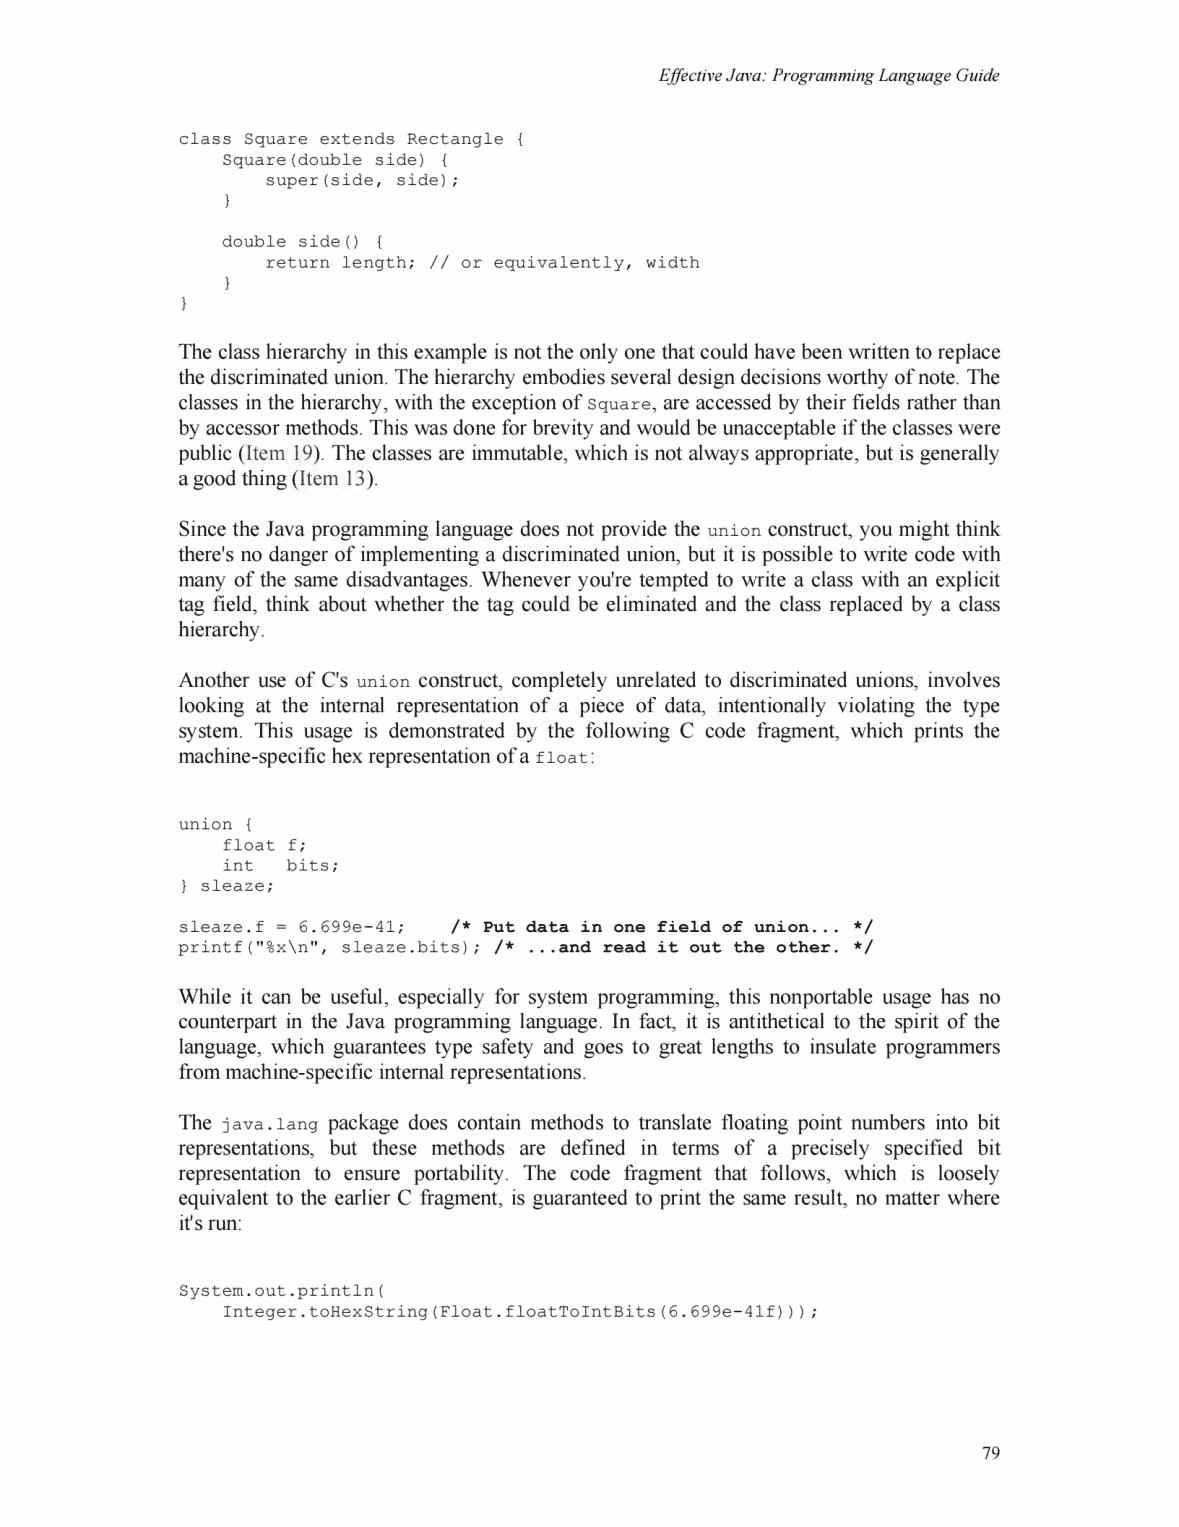 Effective Java: Programming Language Guide
class Square extends Rectangle {
    Square(double side) {
        super(side, side);
    }

    double side() {
        return length; // or equivalently, width
    }
}
The class hierarchy in this example is not the only one that could have been written to replace
the discriminated union. The hierarchy embodies several design decisions worthy of note. The
classes in the hierarchy, with the exception of Square, are accessed by their fields rather than
by accessor methods. This was done for brevity and would be unacceptable if the classes were
public (Item 19). The classes are immutable, which is not always appropriate, but is generally
a good thing (Item 13).
Since the Java programming language does not provide the union construct, you might think
there's no danger of implementing a discriminated union, but it is possible to write code with
many of the same disadvantages. Whenever you're tempted to write a class with an explicit
tag field, think about whether the tag could be eliminated and the class replaced by a class
hierarchy.
Another use of C's union construct, completely unrelated to discriminated unions, involves
looking at the internal representation of a piece of data, intentionally violating the type
system. This usage is demonstrated by the following C code fragment, which prints the
machine-specific hex representation of a float:
union {
    float f;
    int   bits;
} sleaze;

sleaze.f = 6.699e-41;    /* Put data in one field of union... */
printf("%x\n", sleaze.bits); /* ...and read it out the other. */
While it can be useful, especially for system programming, this nonportable usage has no
counterpart in the Java programming language. In fact, it is antithetical to the spirit of the
language, which guarantees type safety and goes to great lengths to insulate programmers
from machine-specific internal representations.
The java.lang package does contain methods to translate floating point numbers into bit
representations, but these methods are defined in terms of a precisely specified bit
representation to ensure portability. The code fragment that follows, which is loosely
equivalent to the earlier C fragment, is guaranteed to print the same result, no matter where
it's run:
System.out.println(
    Integer.toHexString(Float.floatToIntBits(6.699e-41f)));
79